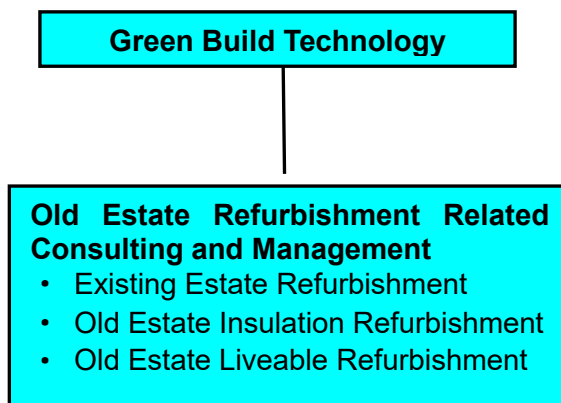 Green Build Technology
Old Estate Refurbishment Related
Consulting and Management
• Existing Estate Refurbishment
• Old Estate Insulation Refurbishment
• Old Estate Liveable Refurbishment